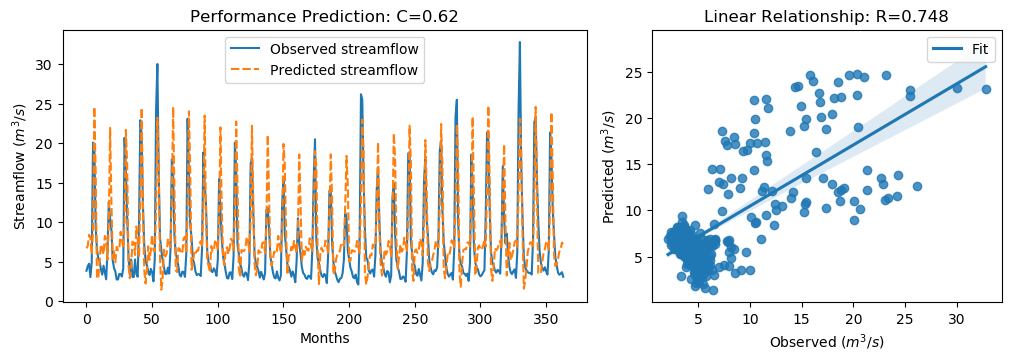 Performance Prediction: C=0.62
Observed streamflow
Predicted streamflow
Streamflow (m³/s)
30
25
20
15
10
5
0
0 50 100 150 200 250 300 350
Months
Linear Relationship: R=0.748
Fit
Predicted (m³/s)
25
20
15
10
5
5 10 15 20 25 30
Observed (m³/s)